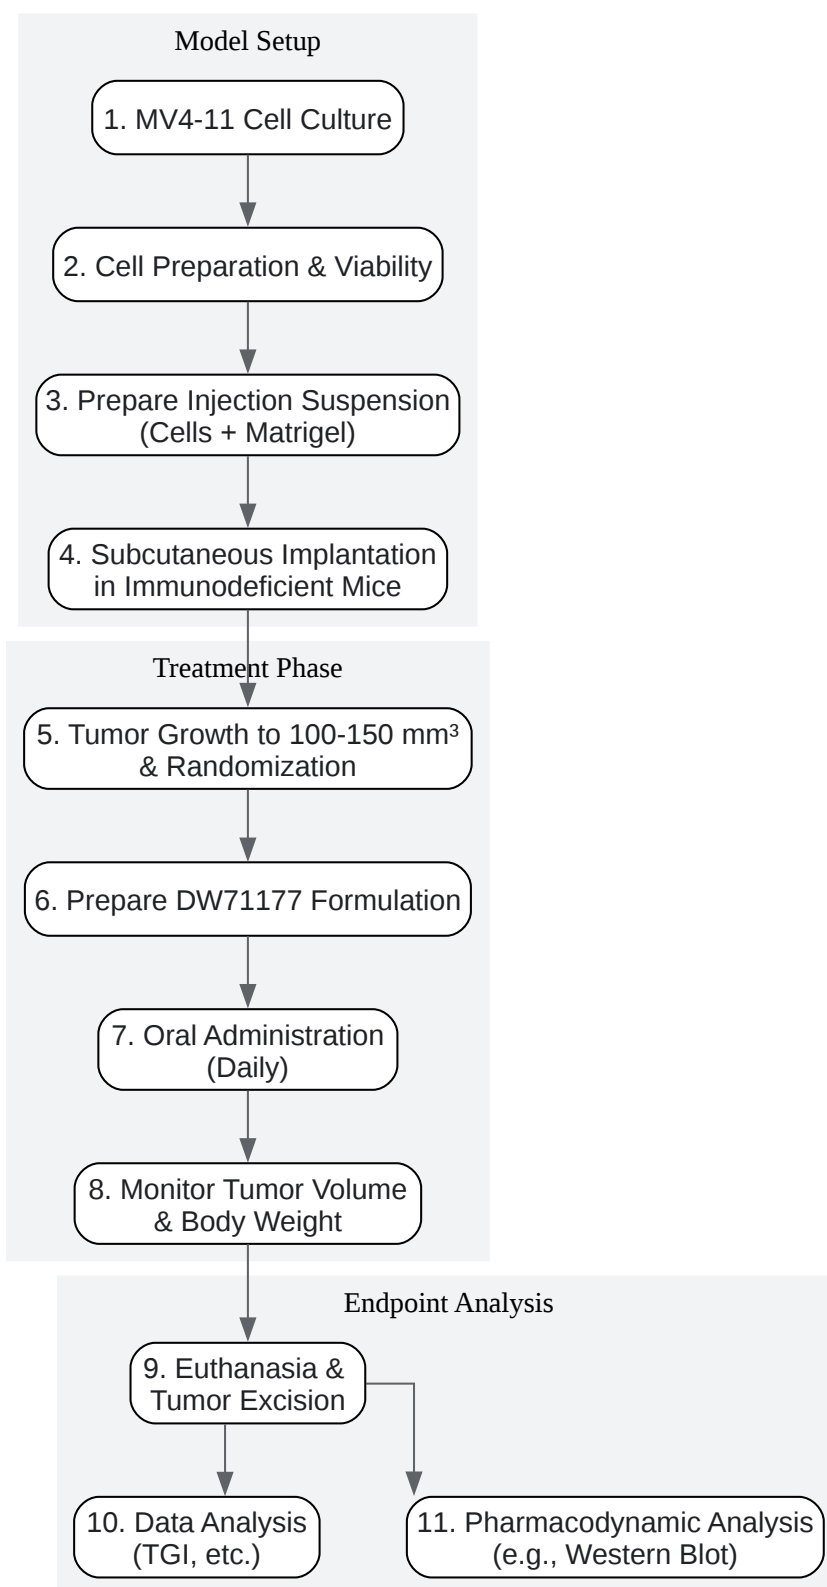 Model Setup
1. MV4-11 Cell Culture
2. Cell Preparation & Viability
3. Prepare Injection Suspension
(Cells + Matrigel)
4. Subcutaneous Implantation
in Immunodeficient Mice
Treatment Phase
5. Tumor Growth to 100-150 mm³
& Randomization
6. Prepare DW71177 Formulation
7. Oral Administration
(Daily)
8. Monitor Tumor Volume
& Body Weight
Endpoint Analysis
9. Euthanasia &
Tumor Excision
10. Data Analysis
(TGI, etc.)
11. Pharmacodynamic Analysis
(e.g., Western Blot)